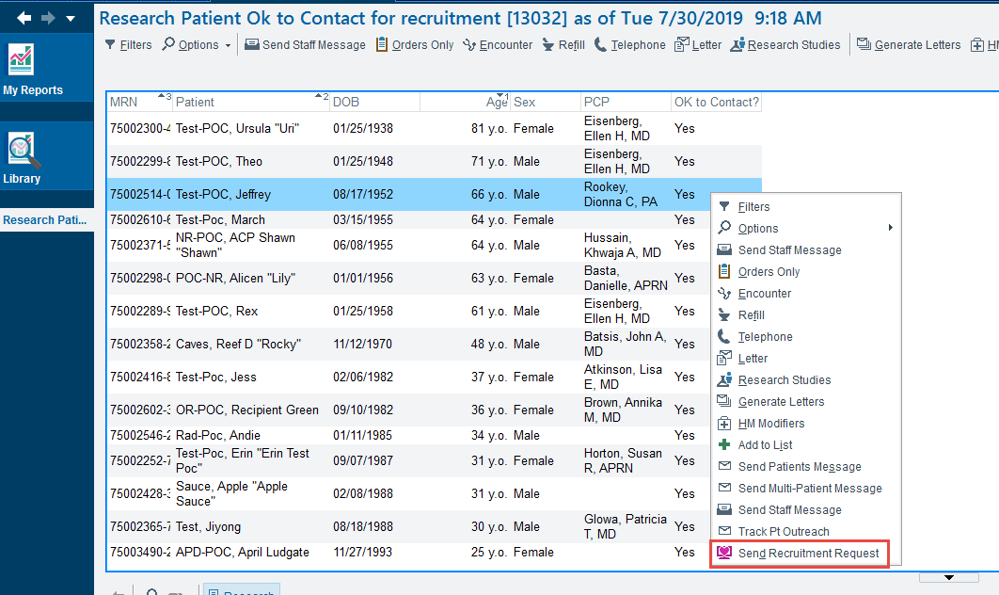 Research Patient Ok to Contact for recruitment [13032] as of Tue 7/30/2019 9:18 AM
Filters Options Send Staff Message Orders Only Encounter Refill Telephone Letter Research Studies Generate Letters
My Reports
Library
Research Pati...
MRN 3 Patient 2 DOB Age 1 Sex PCP OK to Contact?
75002300-4 Test-POC, Ursula "Uri" 01/25/1938 81 y.o. Female Eisenberg, Yes
Ellen H, MD
75002299-8 Test-POC, Theo 01/25/1948 71 y.o. Male Eisenberg, Yes
Ellen H, MD
75002514-0 Test-POC, Jeffrey 08/17/1952 66 y.o. Male Rookey, Yes
Dionna C, PA
75002610-6 Test-Poc, March 03/15/1955 64 y.o. Female Yes
75002371-5 NR-POC, ACP Shawn 06/08/1955 64 y.o. Male Hussain, Yes
"Shawn" Khwaja A, MD
75002298-0 POC-NR, Alicen "Lily" 01/01/1956 63 y.o. Female Basta, Yes
Danielle, APRN
75002289-9 Test-POC, Rex 01/25/1958 61 y.o. Male Eisenberg, Yes
Ellen H, MD
75002358-2 Caves, Reef D "Rocky" 11/12/1970 48 y.o. Male Batsis, John A, Yes
MD
75002416-8 Test-Poc, Jess 02/06/1982 37 y.o. Female Atkinson, Lisa Yes
E, MD
75002602-3 OR-POC, Recipient Green 09/10/1982 36 y.o. Female Brown, Annika Yes
M, MD
75002546-2 Rad-Poc, Andie 01/11/1985 34 y.o. Male Yes
75002252-7 Test-Poc, Erin "Erin Test 09/07/1987 31 y.o. Female Horton, Susan Yes
Poc" R, APRN
75002428-3 Sauce, Apple "Apple 02/08/1988 31 y.o. Male Yes
Sauce"
75002365-7 Test, Jiyong 08/18/1988 30 y.o. Male Glowa, Patricia Yes
T, MD
75003490-2 APD-POC, April Ludgate 11/27/1993 25 y.o. Female Yes
Filters
Options
Send Staff Message
Orders Only
Encounter
Refill
Telephone
Letter
Research Studies
Generate Letters
HM Modifiers
Add to List
Send Patients Message
Send Multi-Patient Message
Send Staff Message
Track Pt Outreach
Send Recruitment Request
Research